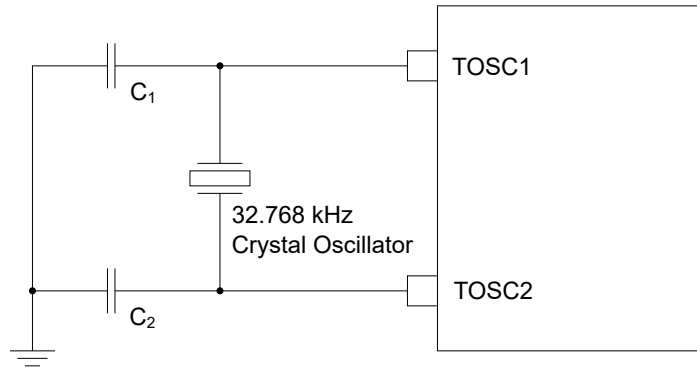 TOSC1
C₁
32.768 kHz
Crystal Oscillator
TOSC2
C₂